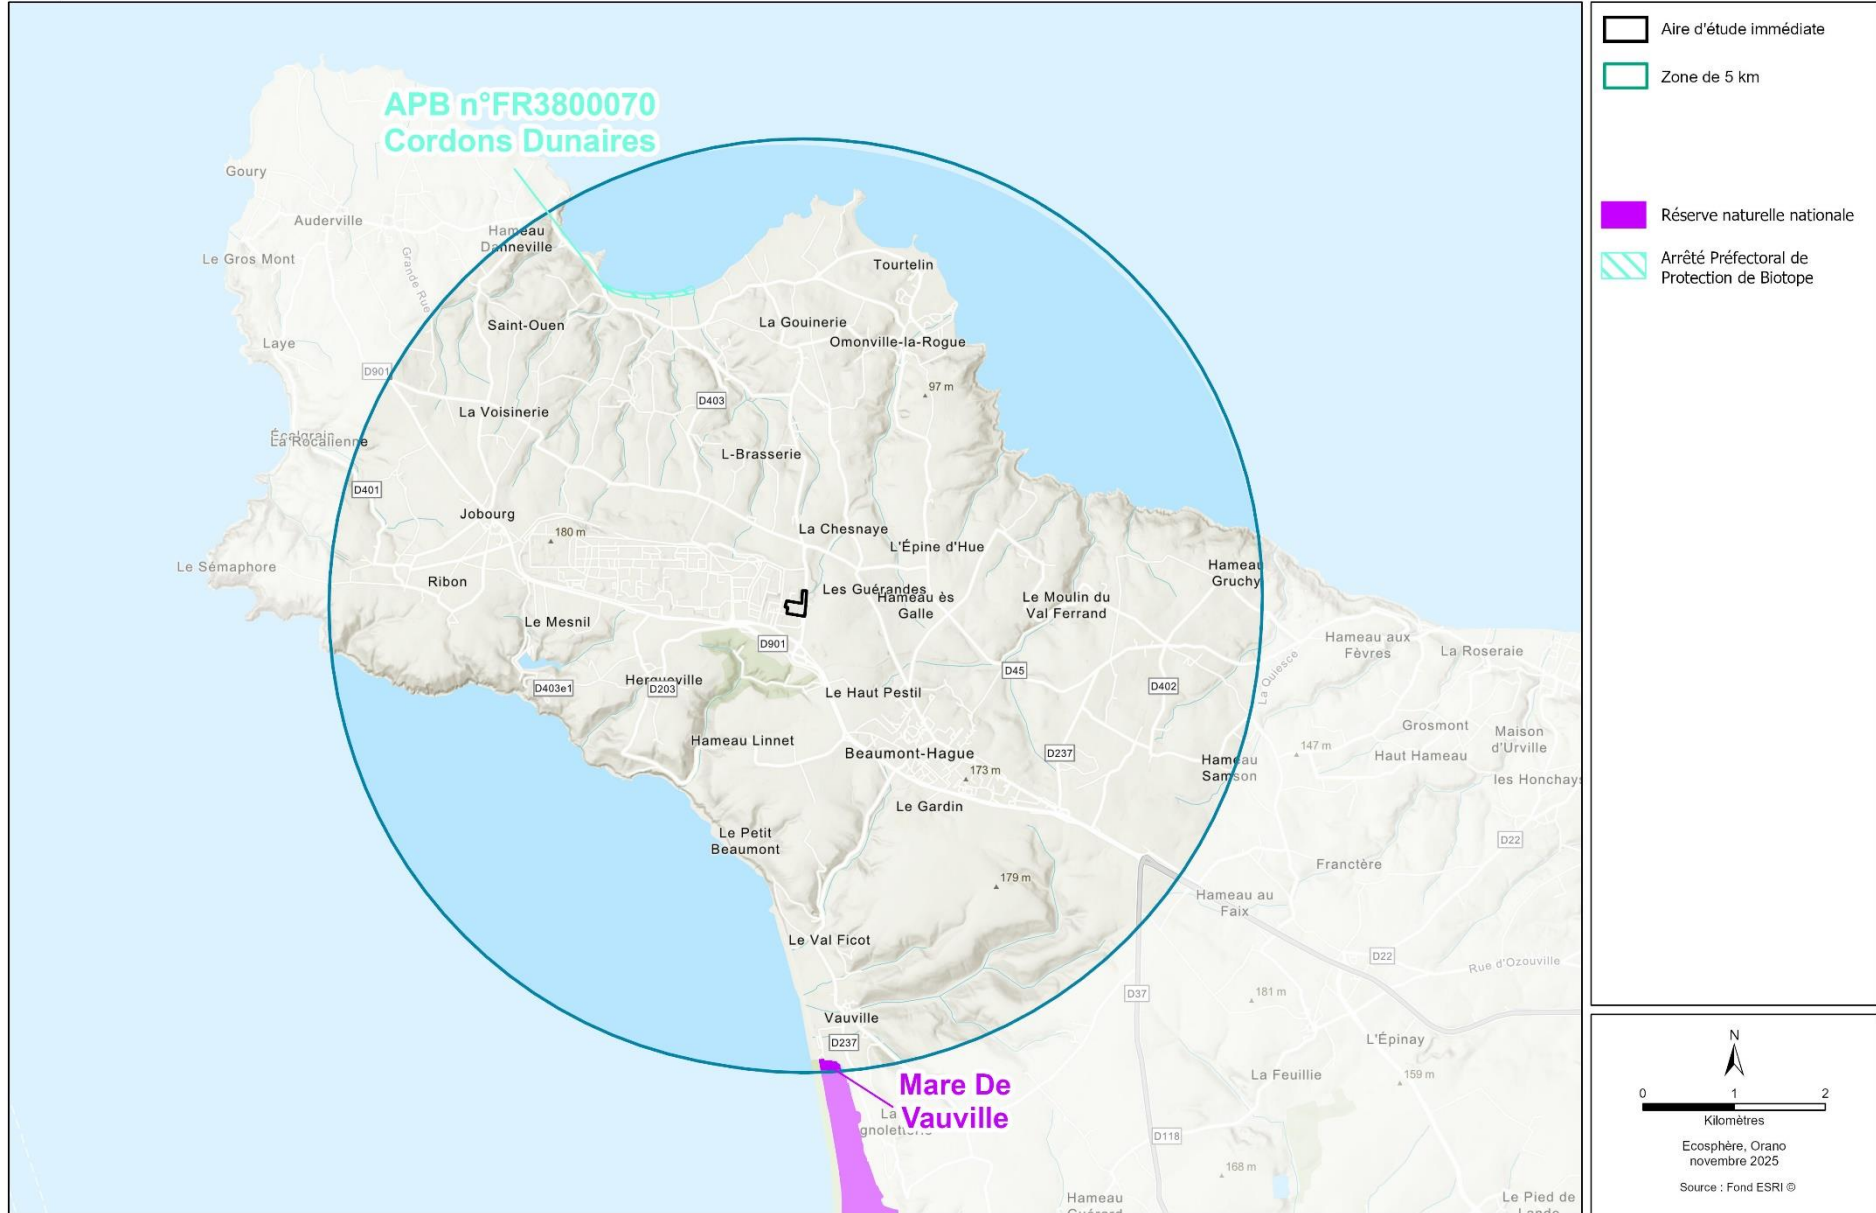 APB n°FR3800070
Cordons Dunaires
Goury
Auderville
Hameau
Danneville
Le Gros Mont
Grande Rue
Tourtelin
Saint-Ouen
La Gouinerie
Omonville-la-Rogue
Laye
D901
97 m
D403
La Voisinerie
Écalgrain
La Rocalienne
L-Brasserie
D401
Jobourg
180 m
La Chesnaye
L'Épine d'Hue
Le Sémaphore
Ribon
Les Guérandes
Hameau ès
Galle
Le Moulin du
Val Ferrand
Hameau
Gruchy
Le Mesnil
D901
Hameau aux
Fèvres
La Roseraie
Herqueville
D403e1
D203
Le Haut Pestil
D45
D402
La Quiesce
Hameau Linnet
Beaumont-Hague
D237
Grosmont
Maison
d'Urville
147 m
Haut Hameau
173 m
Hameau
Samson
les Honchays
Le Gardin
Le Petit
Beaumont
D22
Franctère
179 m
Hameau au
Faix
Le Val Ficot
D22
Rue d'Ozouville
D37
181 m
Vauville
D237
L'Épinay
Mare De
Vauville
La Feuillie
159 m
La
D118
168 m
Hameau
Le Pied de
Aire d'étude immédiate
Zone de 5 km
Réserve naturelle nationale
Arrêté Préfectoral de
Protection de Biotope
N
0 1 2
Kilomètres
Ecosphère, Orano
novembre 2025
Source : Fond ESRI ©